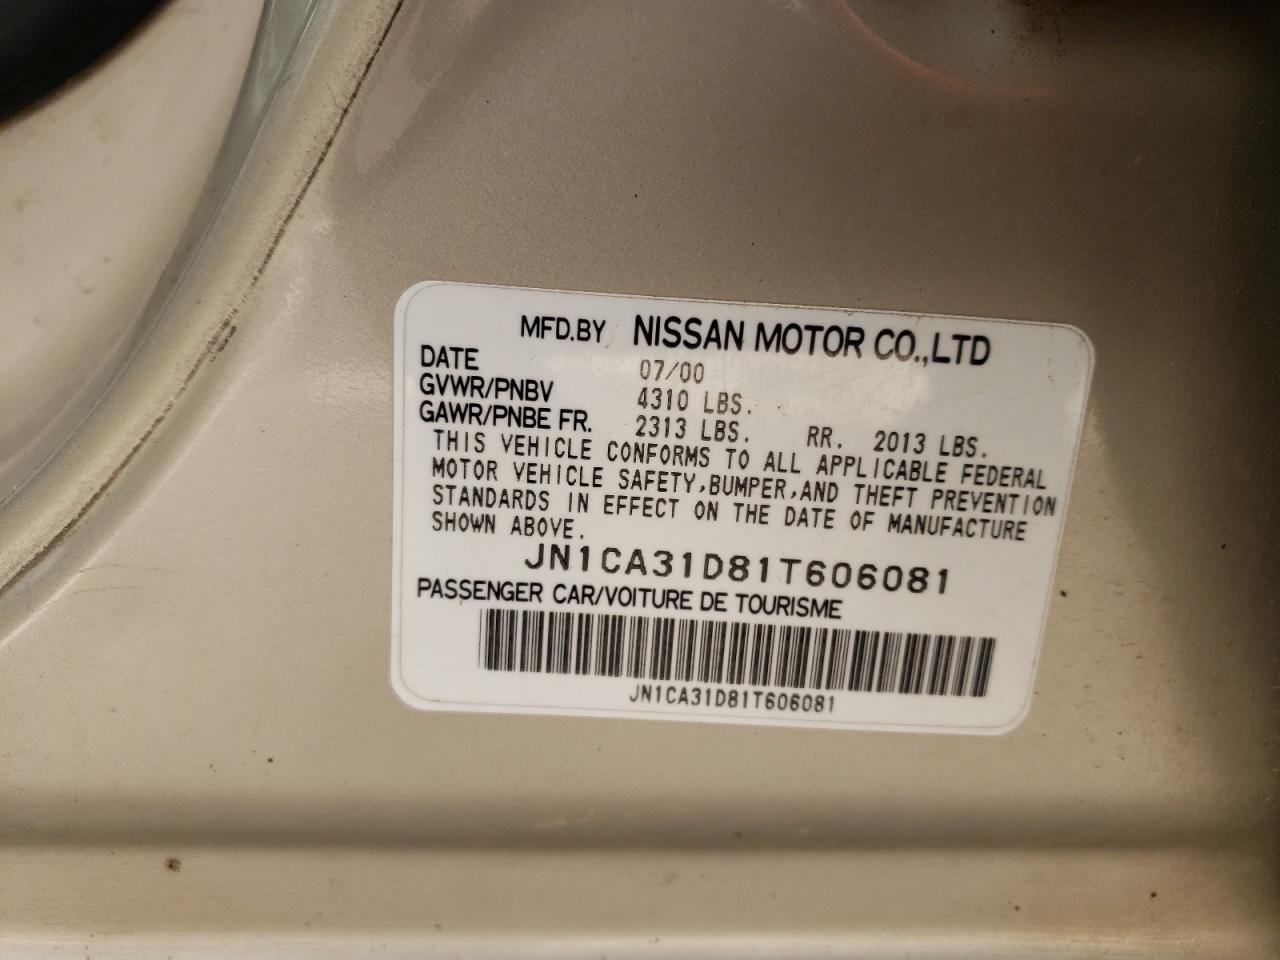 MFD.BY NISSAN MOTOR CO.,LTD
DATE 07/00
GVWR/PNBV 4310 LBS.
GAWR/PNBE FR. 2313 LBS. RR. 2013 LBS.
THIS VEHICLE CONFORMS TO ALL APPLICABLE FEDERAL
MOTOR VEHICLE SAFETY,BUMPER,AND THEFT PREVENTION
STANDARDS IN EFFECT ON THE DATE OF MANUFACTURE
SHOWN ABOVE.
JN1CA31D81T606081
PASSENGER CAR/VOITURE DE TOURISME
JN1CA31D81T606081